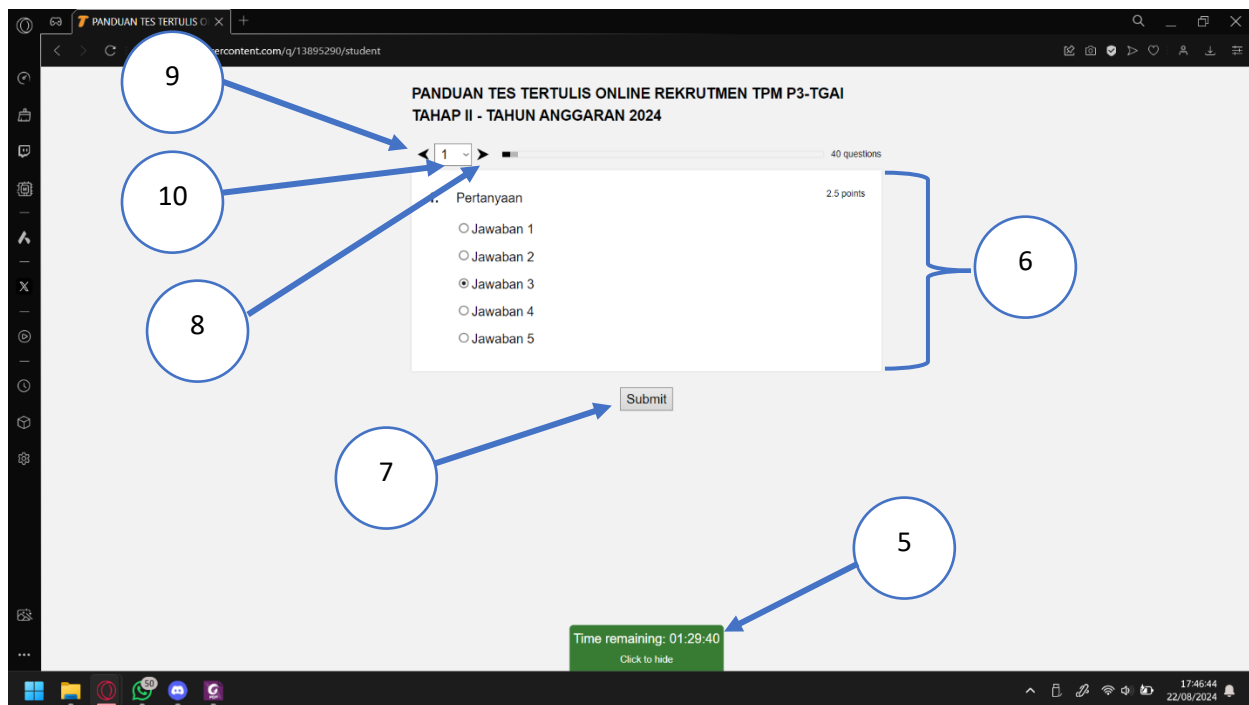 PANDUAN TES TERTULIS O
ercontent.com/q/13895290/student
9
PANDUAN TES TERTULIS ONLINE REKRUTMEN TPM P3-TGAI
TAHAP II - TAHUN ANGGARAN 2024
1
40 questions
10
Pertanyaan
2.5 points
Jawaban 1
Jawaban 2
Jawaban 3
Jawaban 4
Jawaban 5
6
8
Submit
7
5
Time remaining: 01:29:40
Click to hide
50
17:46:44
22/08/2024